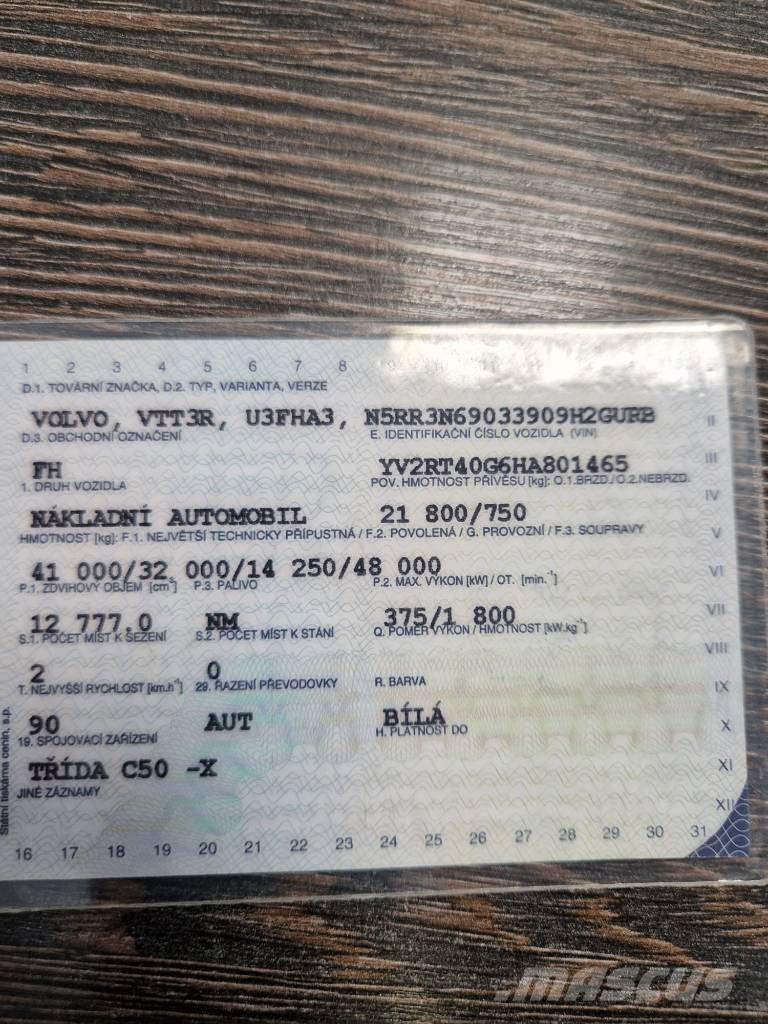 1 2 3 4 5 6 7 8
D.1. TOVÁRNÍ ZNAČKA, D.2. TYP, VARIANTA, VERZE
VOLVO, VTT3R, U3FHA3, N5RR3N69033909H2GURB II
D.3. OBCHODNÍ OZNAČENÍ E. IDENTIFIKAČNÍ ČÍSLO VOZIDLA (VIN)
FH YV2RT40G6HA801465 III
1. DRUH VOZIDLA POV. HMOTNOST PŘÍVĚSU [kg]: O.1.BRZD./O.2.NEBRZD.
IV
NÁKLADNÍ AUTOMOBIL 21 800/750
HMOTNOST [kg]: F.1. NEJVĚTŠÍ TECHNICKY PŘÍPUSTNÁ / F.2. POVOLENÁ / G. PROVOZNÍ / F.3. SOUPRAVY V
41 000/32 000/14 250/48 000 VI
P.1. ZDVIHOVÝ OBJEM [cm³] P.3. PALIVO P.2. MAX. VÝKON [kW] / OT. [min.⁻¹]
12 777.0 NM 375/1 800 VII
S.1. POČET MÍST K SEZENÍ S.2. POČET MÍST K STÁNÍ Q. POMĚR VÝKON / HMOTNOST [kW.kg⁻¹]
VIII
2 0
T. NEJVYŠŠÍ RYCHLOST [km.h⁻¹] 29. ŘAZENÍ PŘEVODOVKY R. BARVA IX
90 AUT BÍLÁ X
19. SPOJOVACÍ ZAŘÍZENÍ H. PLATNOST DO
TŘÍDA C50 -X XI
JINÉ ZÁZNAMY
XII
16 17 18 19 20 21 22 23 24 25 26 27 28 29 30 31
Státní tiskárna cenin, s.p.
MASCUS